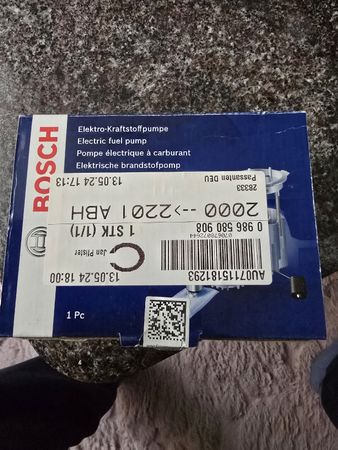 BOSCH
Elektro-Kraftstoffpumpe
Electric fuel pump
Pompe électrique à carburant
Elektrische brandstofpomp
13.05.24 17:13
28333
Passanten DEU
2000 --> 2201 ABH
0 986 580 908
1 STK (1/1)
AU07115181293
Jan Pfister
13.05.24 18:00
1 Pc